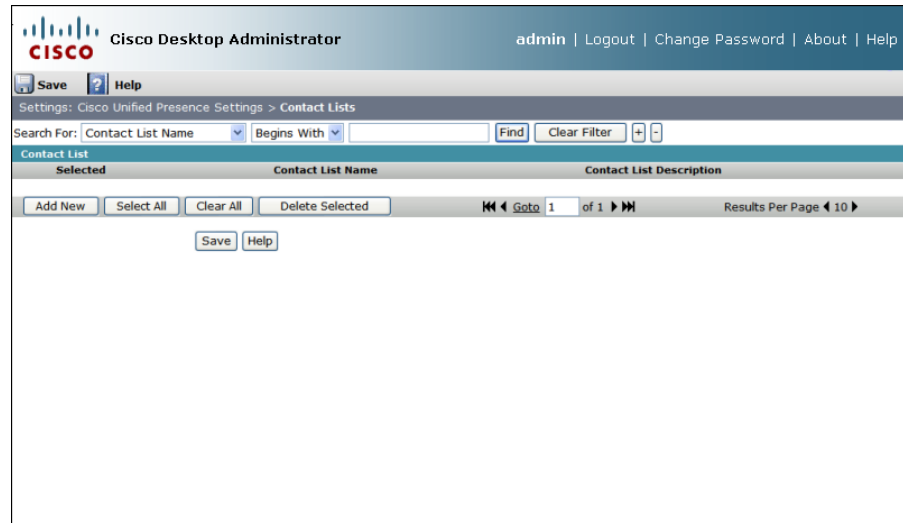 CISCO Cisco Desktop Administrator admin | Logout | Change Password | About | Help
Save ? Help
Settings: Cisco Unified Presence Settings > Contact Lists
Search For: Contact List Name Begins With Find Clear Filter + -
Contact List
Selected Contact List Name Contact List Description
Add New Select All Clear All Delete Selected Goto 1 of 1 Results Per Page 10
Save Help